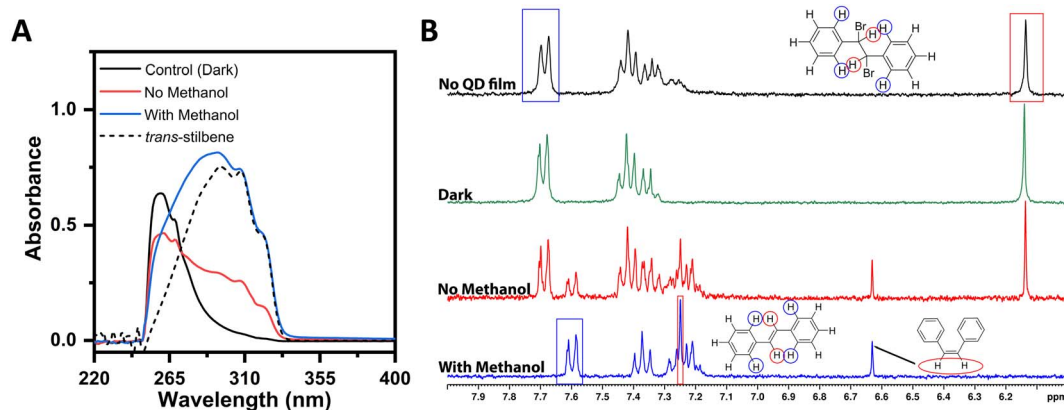 A
Control (Dark)
No Methanol
With Methanol
trans-stilbene
1.0
0.5
0.0
Absorbance
220 265 310 355 400
Wavelength (nm)
B
No QD film
Dark
No Methanol
With Methanol
H Br H H
H H H
H H H
H Br H
H
H H H H
H H
H H H H
H H
7.9 7.8 7.7 7.6 7.5 7.4 7.3 7.2 7.1 7.0 6.9 6.8 6.7 6.6 6.5 6.4 6.3 6.2 ppm